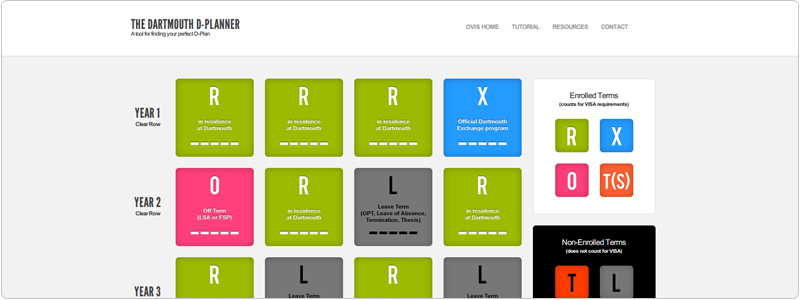 THE DARTMOUTH D-PLANNER
A tool for finding your perfect D-Plan
OVIS HOME TUTORIAL RESOURCES CONTACT
YEAR 1
Clear Row
R
in residence
at Dartmouth
R
in residence
at Dartmouth
R
in residence
at Dartmouth
X
Official Dartmouth
Exchange program
YEAR 2
Clear Row
O
Off Term
(LSA or FSP)
R
in residence
at Dartmouth
L
Leave Term
(OPT, Leave of Absence,
Termination, Thesis)
R
in residence
at Dartmouth
YEAR 3
R
in residence
L
Leave Term
R
in residence
L
Leave Term
Enrolled Terms
(counts for VISA requirements)
R X
O T(S)
Non-Enrolled Terms
(does not count for VISA)
T L